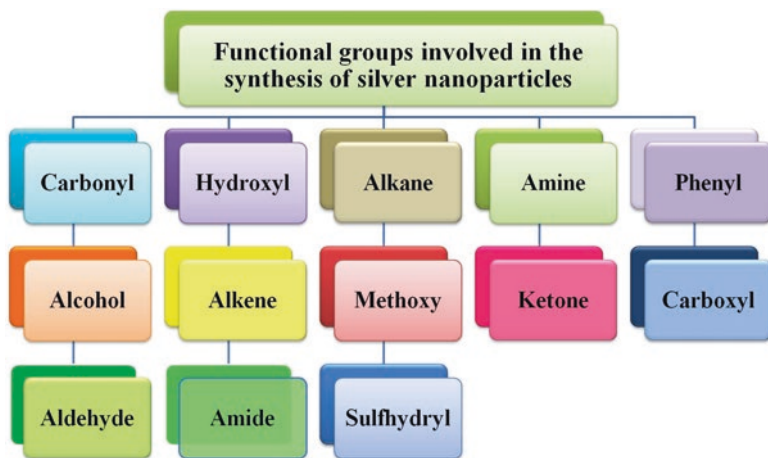 Functional groups involved in the
synthesis of silver nanoparticles
Carbonyl
Hydroxyl
Alkane
Amine
Phenyl
Alcohol
Alkene
Methoxy
Ketone
Carboxyl
Aldehyde
Amide
Sulfhydryl